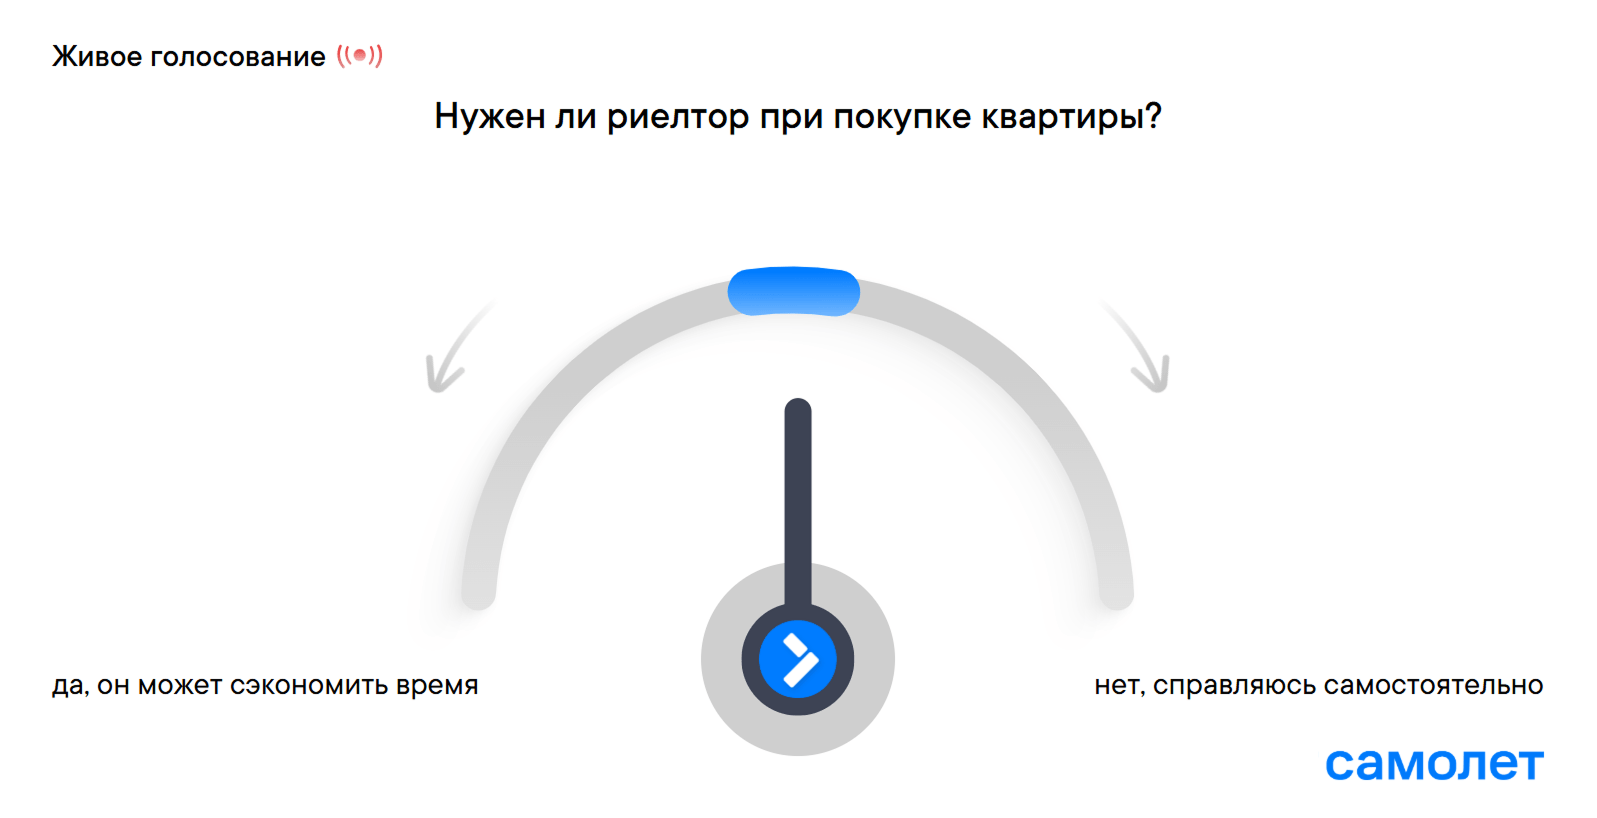 Живое голосование
Нужен ли риелтор при покупке квартиры?
да, он может сэкономить время
нет, справляюсь самостоятельно
самолет